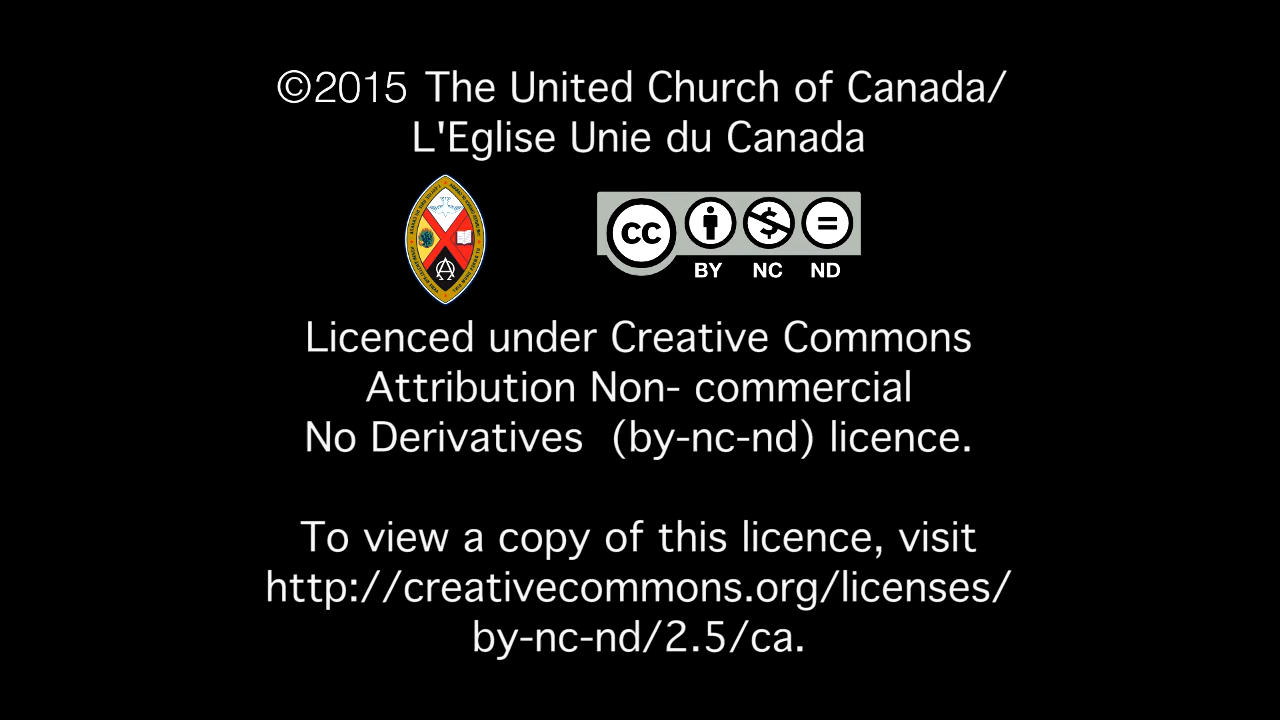 ©2015 The United Church of Canada/
L'Eglise Unie du Canada
cc
BY NC ND
Licenced under Creative Commons
Attribution Non- commercial
No Derivatives (by-nc-nd) licence.
To view a copy of this licence, visit
http://creativecommons.org/licenses/
by-nc-nd/2.5/ca.